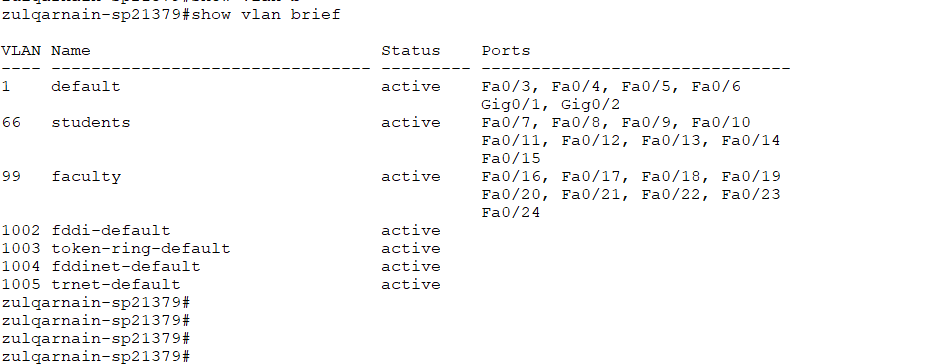 zulqarnain-sp21379#show vlan brief
VLAN Name Status Ports
---- -------------------------------- --------- -------------------------------
1 default active Fa0/3, Fa0/4, Fa0/5, Fa0/6
Gig0/1, Gig0/2
66 students active Fa0/7, Fa0/8, Fa0/9, Fa0/10
Fa0/11, Fa0/12, Fa0/13, Fa0/14
Fa0/15
99 faculty active Fa0/16, Fa0/17, Fa0/18, Fa0/19
Fa0/20, Fa0/21, Fa0/22, Fa0/23
Fa0/24
1002 fddi-default active
1003 token-ring-default active
1004 fddinet-default active
1005 trnet-default active
zulqarnain-sp21379#
zulqarnain-sp21379#
zulqarnain-sp21379#
zulqarnain-sp21379#